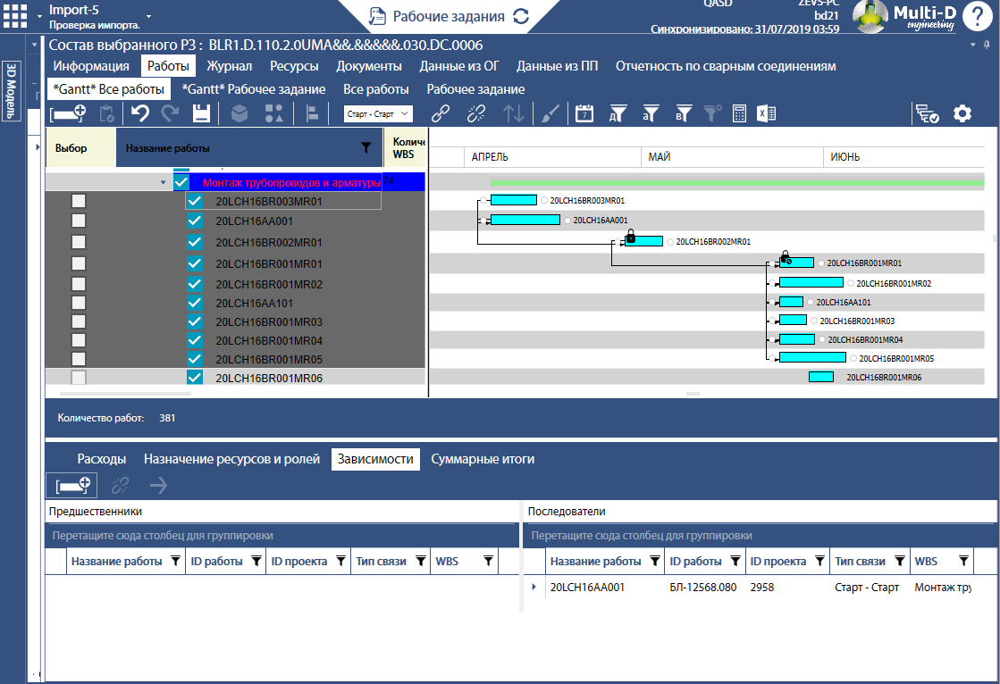 Import-5
Проверка импорта.
Рабочие задания
QASD
ZEVS-PC
bd21
Синхронизировано: 31/07/2019 03:59
Multi-D
engineering
?
3D Модель
Состав выбранного РЗ : BLR1.D.110.2.0UMA&&.&&&&&.030.DC.0006
Информация Работы Журнал Ресурсы Документы Данные из ОГ Данные из ПП Отчетность по сварным соединениям
*Gantt* Все работы *Gantt* Рабочее задание Все работы Рабочее задание
Старт - Старт 7 Д а В
Выбор Название работы Количе
WBS
АПРЕЛЬ МАЙ ИЮНЬ
Монтаж трубопроводов и арматуры 74
20LCH16BR003MR01 20LCH16BR003MR01
20LCH16AA001 20LCH16AA001
20LCH16BR002MR01 20LCH16BR002MR01
20LCH16BR001MR01 20LCH16BR001MR01
20LCH16BR001MR02 20LCH16BR001MR02
20LCH16AA101 20LCH16AA101
20LCH16BR001MR03 20LCH16BR001MR03
20LCH16BR001MR04 20LCH16BR001MR04
20LCH16BR001MR05 20LCH16BR001MR05
20LCH16BR001MR06 20LCH16BR001MR06
Количество работ: 381
Расходы Назначение ресурсов и ролей Зависимости Суммарные итоги
Предшественники
Перетащите сюда столбец для группировки
Название работы ID работы ID проекта Тип связи WBS
Последователи
Перетащите сюда столбец для группировки
Название работы ID работы ID проекта Тип связи WBS
20LCH16AA001 БЛ-12568.080 2958 Старт - Старт Монтаж тру